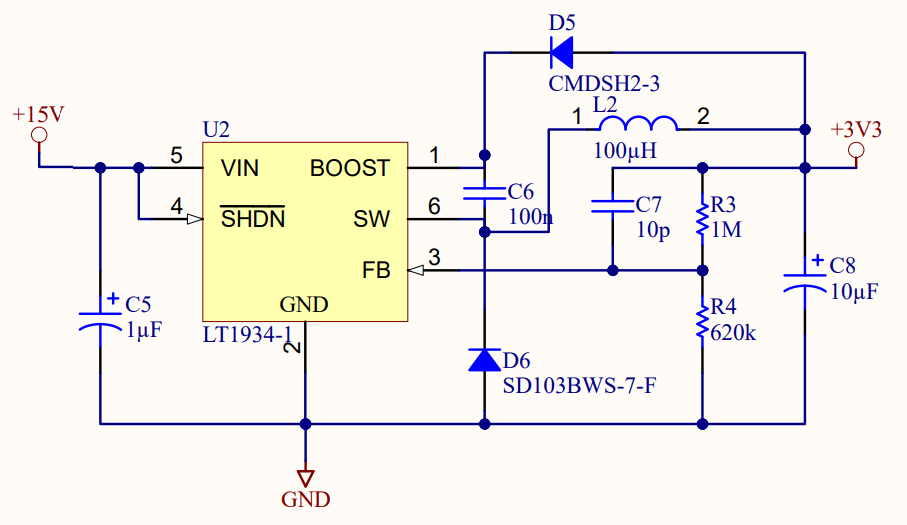 D5
CMDSH2-3
L2
1
2
100µH
+15V
+3V3
U2
5
VIN
BOOST
1
4
SHDN
SW
6
C6
100n
C7
10p
R3
1M
FB
3
GND
C5
1µF
LT1934-1
2
C8
10µF
R4
620k
D6
SD103BWS-7-F
GND